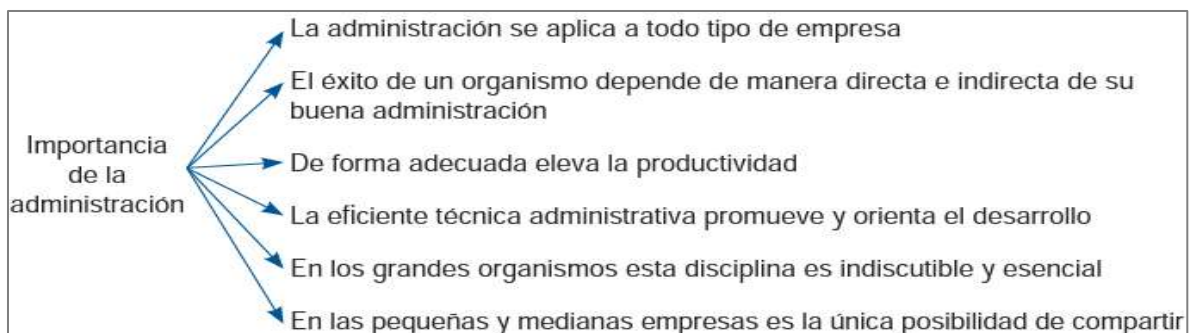 La administración se aplica a todo tipo de empresa
El éxito de un organismo depende de manera directa e indirecta de su
buena administración
Importancia
de la
administración
De forma adecuada eleva la productividad
La eficiente técnica administrativa promueve y orienta el desarrollo
En los grandes organismos esta disciplina es indiscutible y esencial
En las pequeñas y medianas empresas es la única posibilidad de compartir